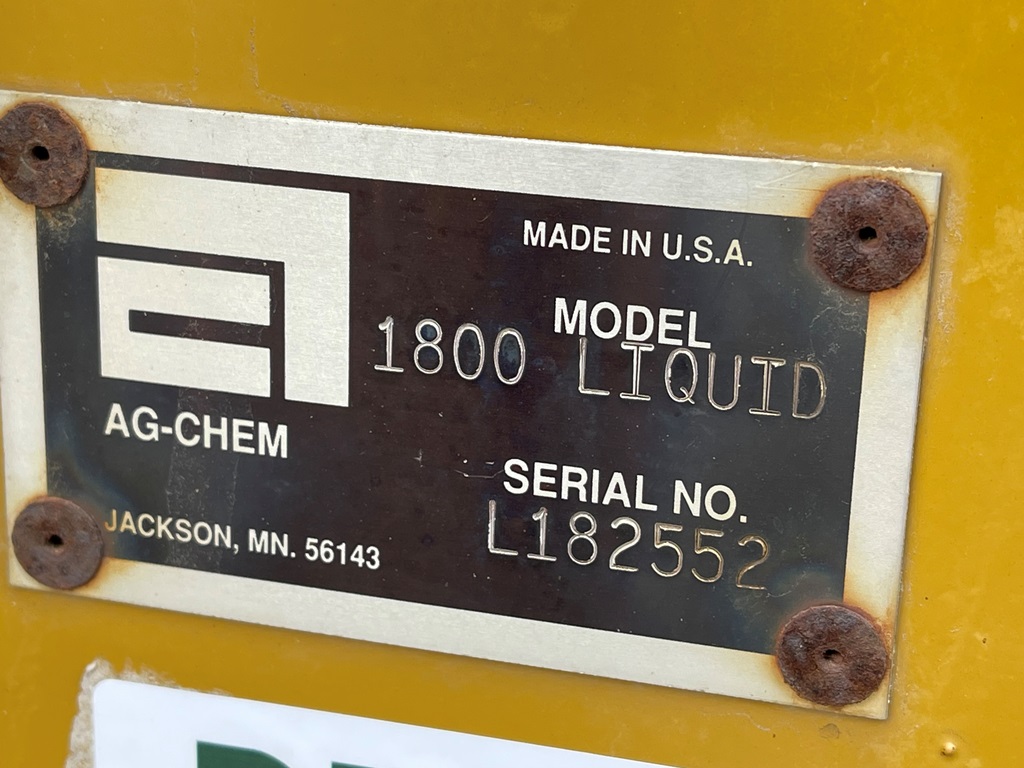 MADE IN U.S.A.
MODEL
1800 LIQUID
AG-CHEM
SERIAL NO.
L182552
JACKSON, MN. 56143